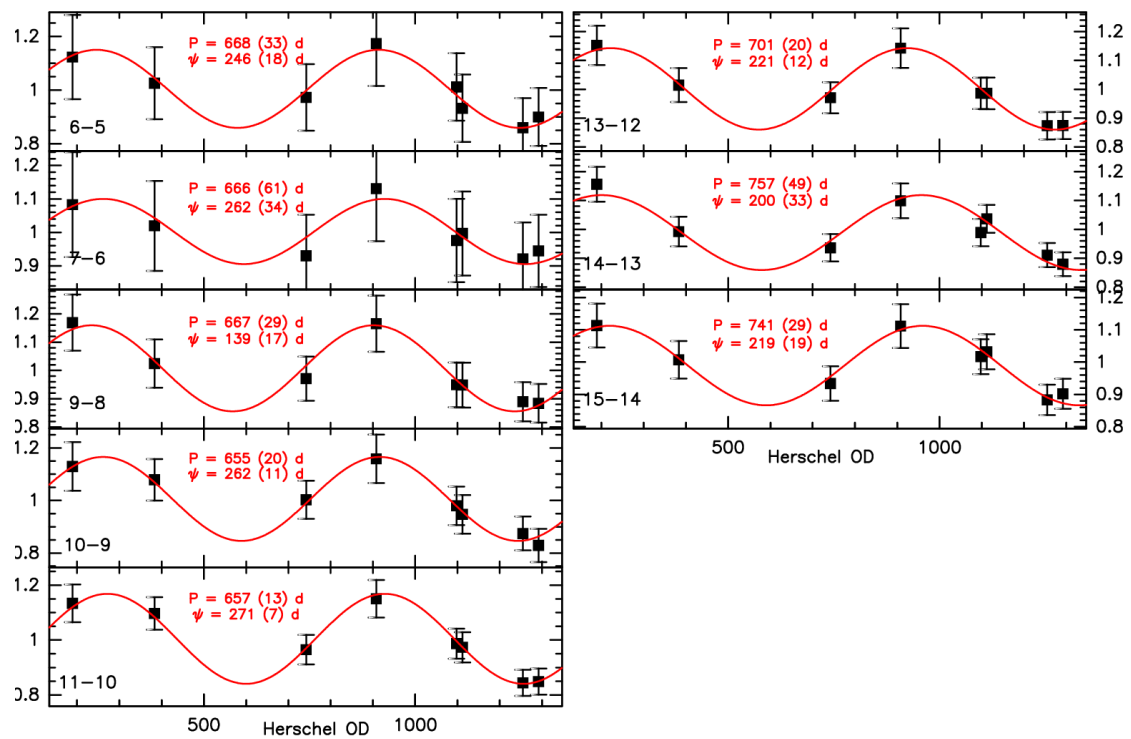 1.2
1
0.8
P = 668 (33) d
ψ = 246 (18) d
6-5
1.2
1.1
1
0.9
P = 666 (61) d
ψ = 262 (34) d
7-6
1.2
1.1
1
0.9
0.8
P = 667 (29) d
ψ = 139 (17) d
9-8
1.2
1
0.8
P = 655 (20) d
ψ = 262 (11) d
10-9
1.2
1
0.8
P = 657 (13) d
ψ = 271 (7) d
11-10
500
1000
Herschel OD
P = 701 (20) d
ψ = 221 (12) d
13-12
1.2
1.1
1
0.9
0.8
P = 757 (49) d
ψ = 200 (33) d
14-13
1.2
1.1
1
0.9
0.8
P = 741 (29) d
ψ = 219 (19) d
15-14
1.2
1.1
1
0.9
0.8
500
1000
Herschel OD